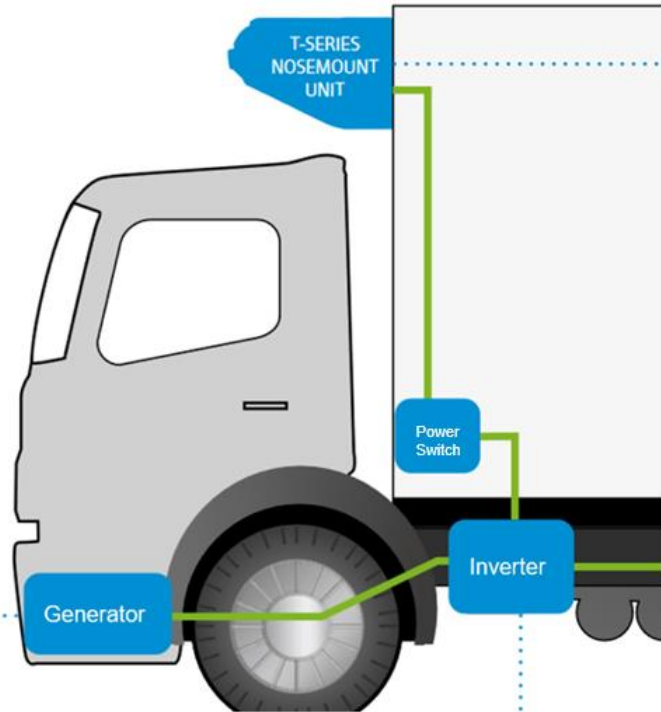 T-SERIES
NOSEMOUNT
UNIT
Power
Switch
Inverter
Generator